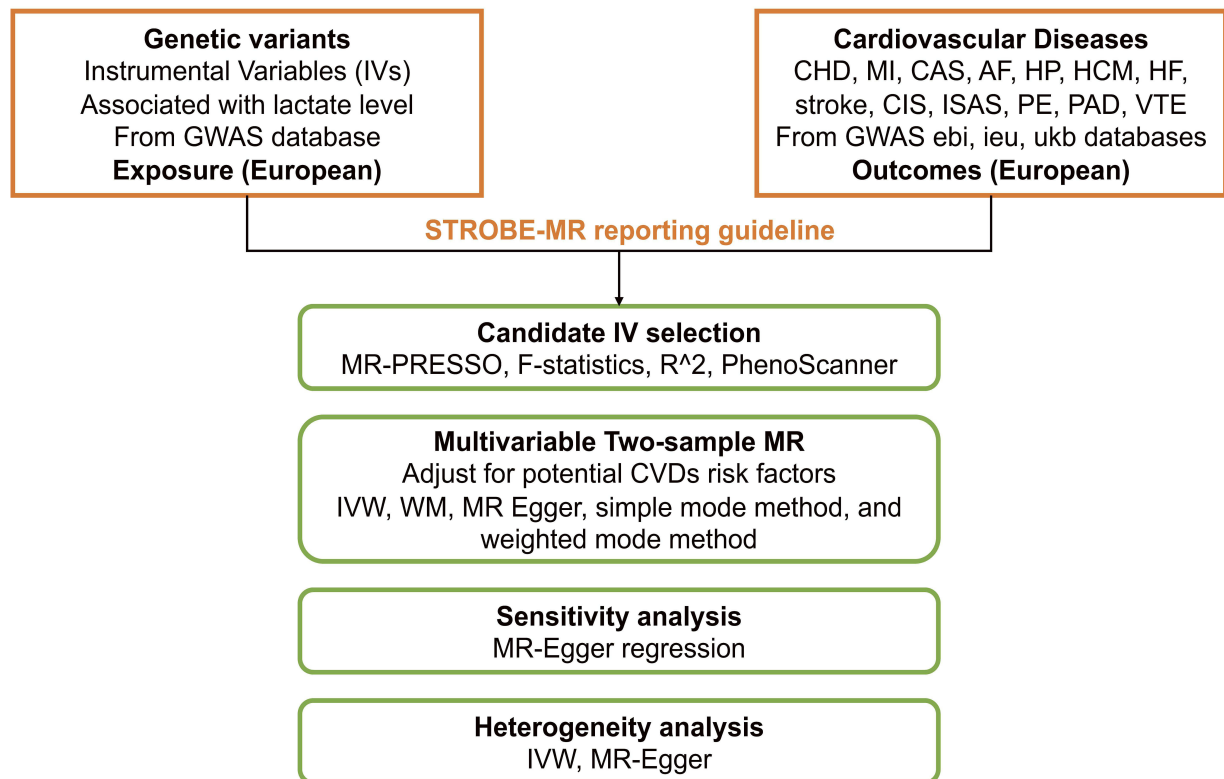 Genetic variants
Instrumental Variables (IVs)
Associated with lactate level
From GWAS database
Exposure (European)
Cardiovascular Diseases
CHD, MI, CAS, AF, HP, HCM, HF,
stroke, CIS, ISAS, PE, PAD, VTE
From GWAS ebi, ieu, ukb databases
Outcomes (European)
STROBE-MR reporting guideline
Candidate IV selection
MR-PRESSO, F-statistics, R^2, PhenoScanner
Multivariable Two-sample MR
Adjust for potential CVDs risk factors
IVW, WM, MR Egger, simple mode method, and
weighted mode method
Sensitivity analysis
MR-Egger regression
Heterogeneity analysis
IVW, MR-Egger